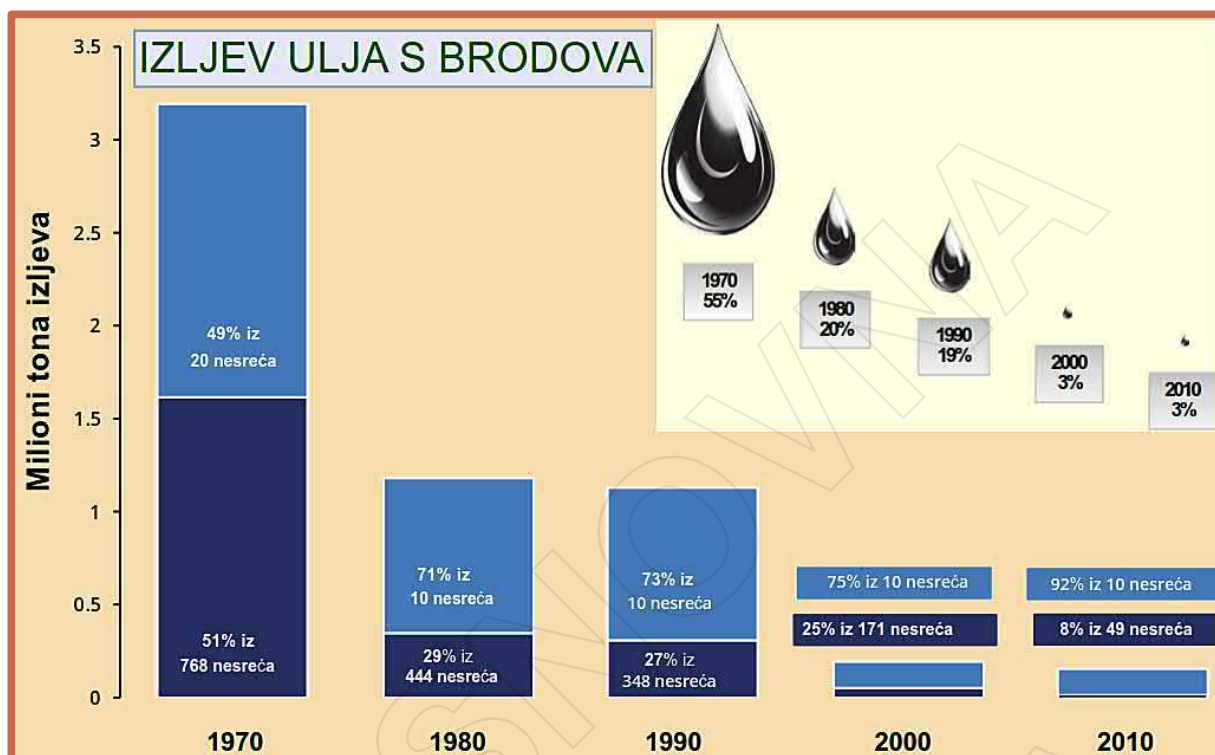 IZLJEV ULJA S BRODOVA
Milioni tona izljeva
3.5
3
2.5
2
1.5
1
0.5
0
49% iz
20 nesreća
51% iz
768 nesreća
71% iz
10 nesreća
29% iz
444 nesreća
73% iz
10 nesreća
27% iz
348 nesreća
75% iz 10 nesreća
25% iz 171 nesreća
92% iz 10 nesreća
8% iz 49 nesreća
1970
1980
1990
2000
2010
1970
55%
1980
20%
1990
19%
2000
3%
2010
3%
SNOVNA